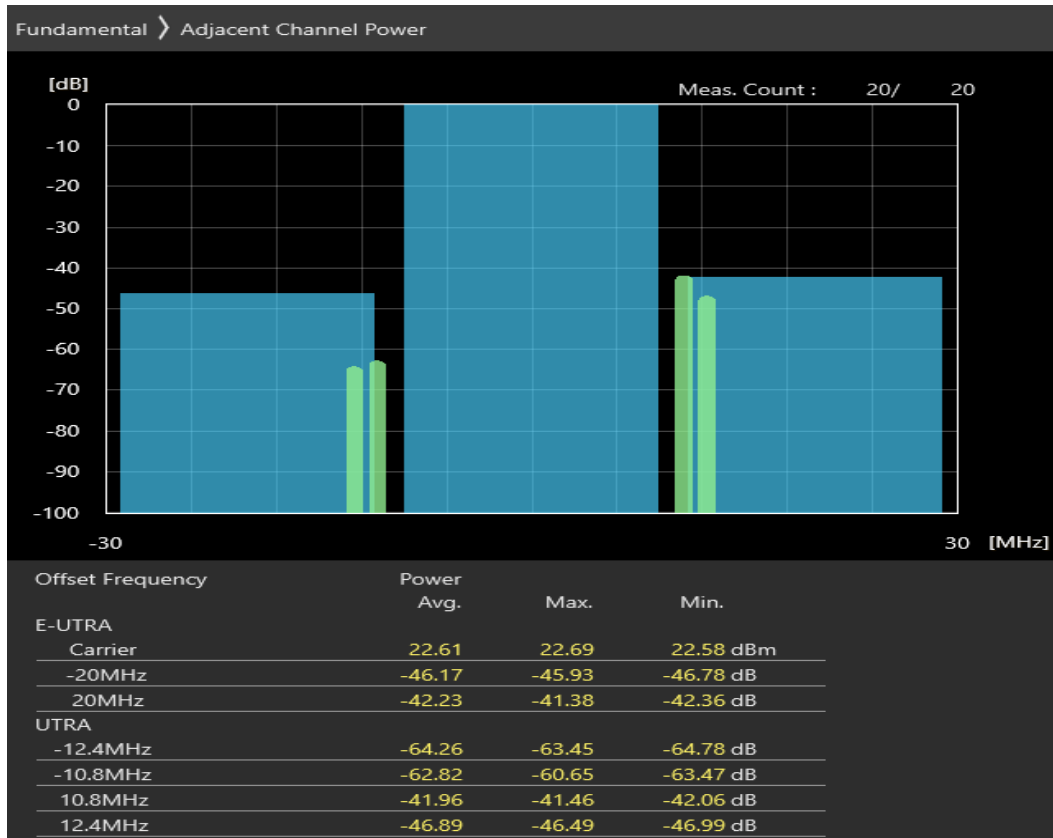 Fundamental 〉 Adjacent Channel Power
[dB]
Meas. Count : 20/ 20
0
-10
-20
-30
-40
-50
-60
-70
-80
-90
-100
-30 30 [MHz]
Offset Frequency Power
Avg. Max. Min.
E-UTRA
Carrier 22.61 22.69 22.58 dBm
-20MHz -46.17 -45.93 -46.78 dB
20MHz -42.23 -41.38 -42.36 dB
UTRA
-12.4MHz -64.26 -63.45 -64.78 dB
-10.8MHz -62.82 -60.65 -63.47 dB
10.8MHz -41.96 -41.46 -42.06 dB
12.4MHz -46.89 -46.49 -46.99 dB